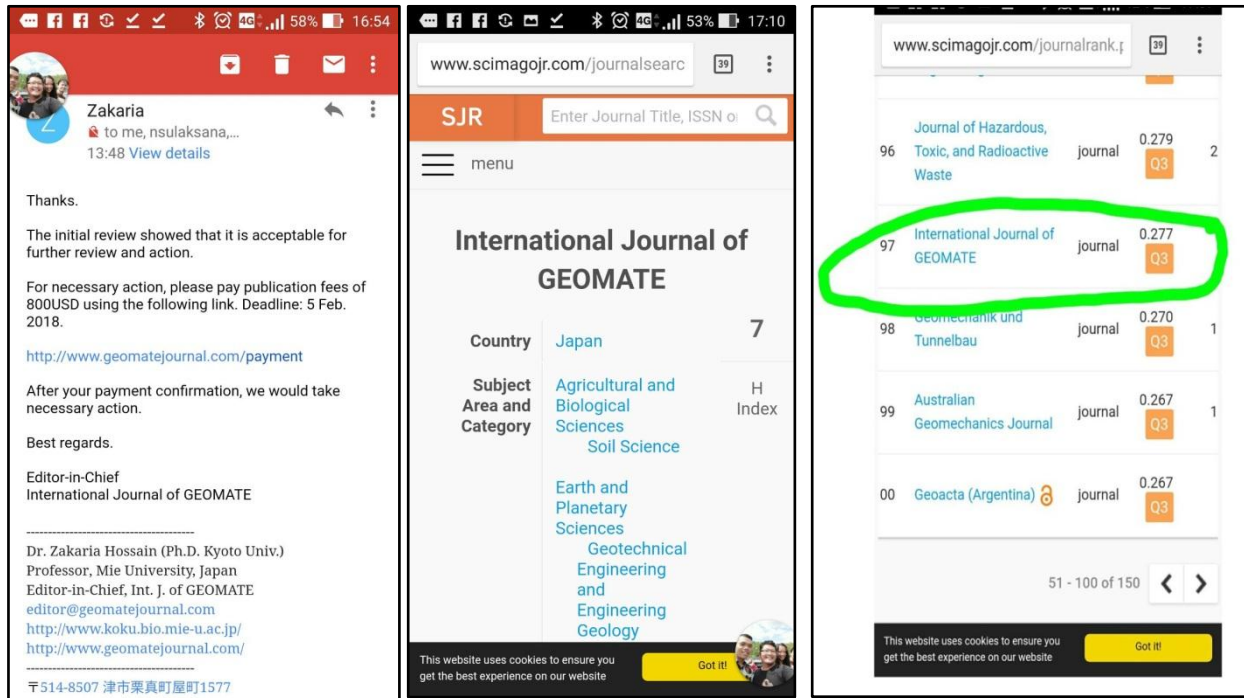 58% 16:54
Zakaria
to me, nsulaksana,...
13:48 View details
Thanks.
The initial review showed that it is acceptable for
further review and action.
For necessary action, please pay publication fees of
800USD using the following link. Deadline: 5 Feb.
2018.
http://www.geomatejournal.com/payment
After your payment confirmation, we would take
necessary action.
Best regards.
Editor-in-Chief
International Journal of GEOMATE
----------------------------------------
Dr. Zakaria Hossain (Ph.D. Kyoto Univ.)
Professor, Mie University, Japan
Editor-in-Chief, Int. J. of GEOMATE
editor@geomatejournal.com
http://www.koku.bio.mie-u.ac.jp/
http://www.geomatejournal.com/
----------------------------------------
〒514-8507 津市栗真町屋町1577
4G 53% 17:10
www.scimagojr.com/journalsearc 39
SJR
Enter Journal Title, ISSN o
menu
International Journal of
GEOMATE
Country Japan 7
Subject Agricultural and H
Area and Biological Index
Category Sciences
Soil Science
Earth and
Planetary
Sciences
Geotechnical
Engineering
and
Engineering
Geology
This website uses cookies to ensure you
get the best experience on our website
Got it!
www.scimagojr.com/journalrank.p 39
96 Journal of Hazardous, Toxic, and Radioactive Waste journal 0.279 Q3 2
97 International Journal of GEOMATE journal 0.277 Q3
98 Geomechanik und Tunnelbau journal 0.270 Q3 1
99 Australian Geomechanics Journal journal 0.267 Q3 1
00 Geoacta (Argentina) journal 0.267 Q3
51 - 100 of 150
This website uses cookies to ensure you
get the best experience on our website
Got it!